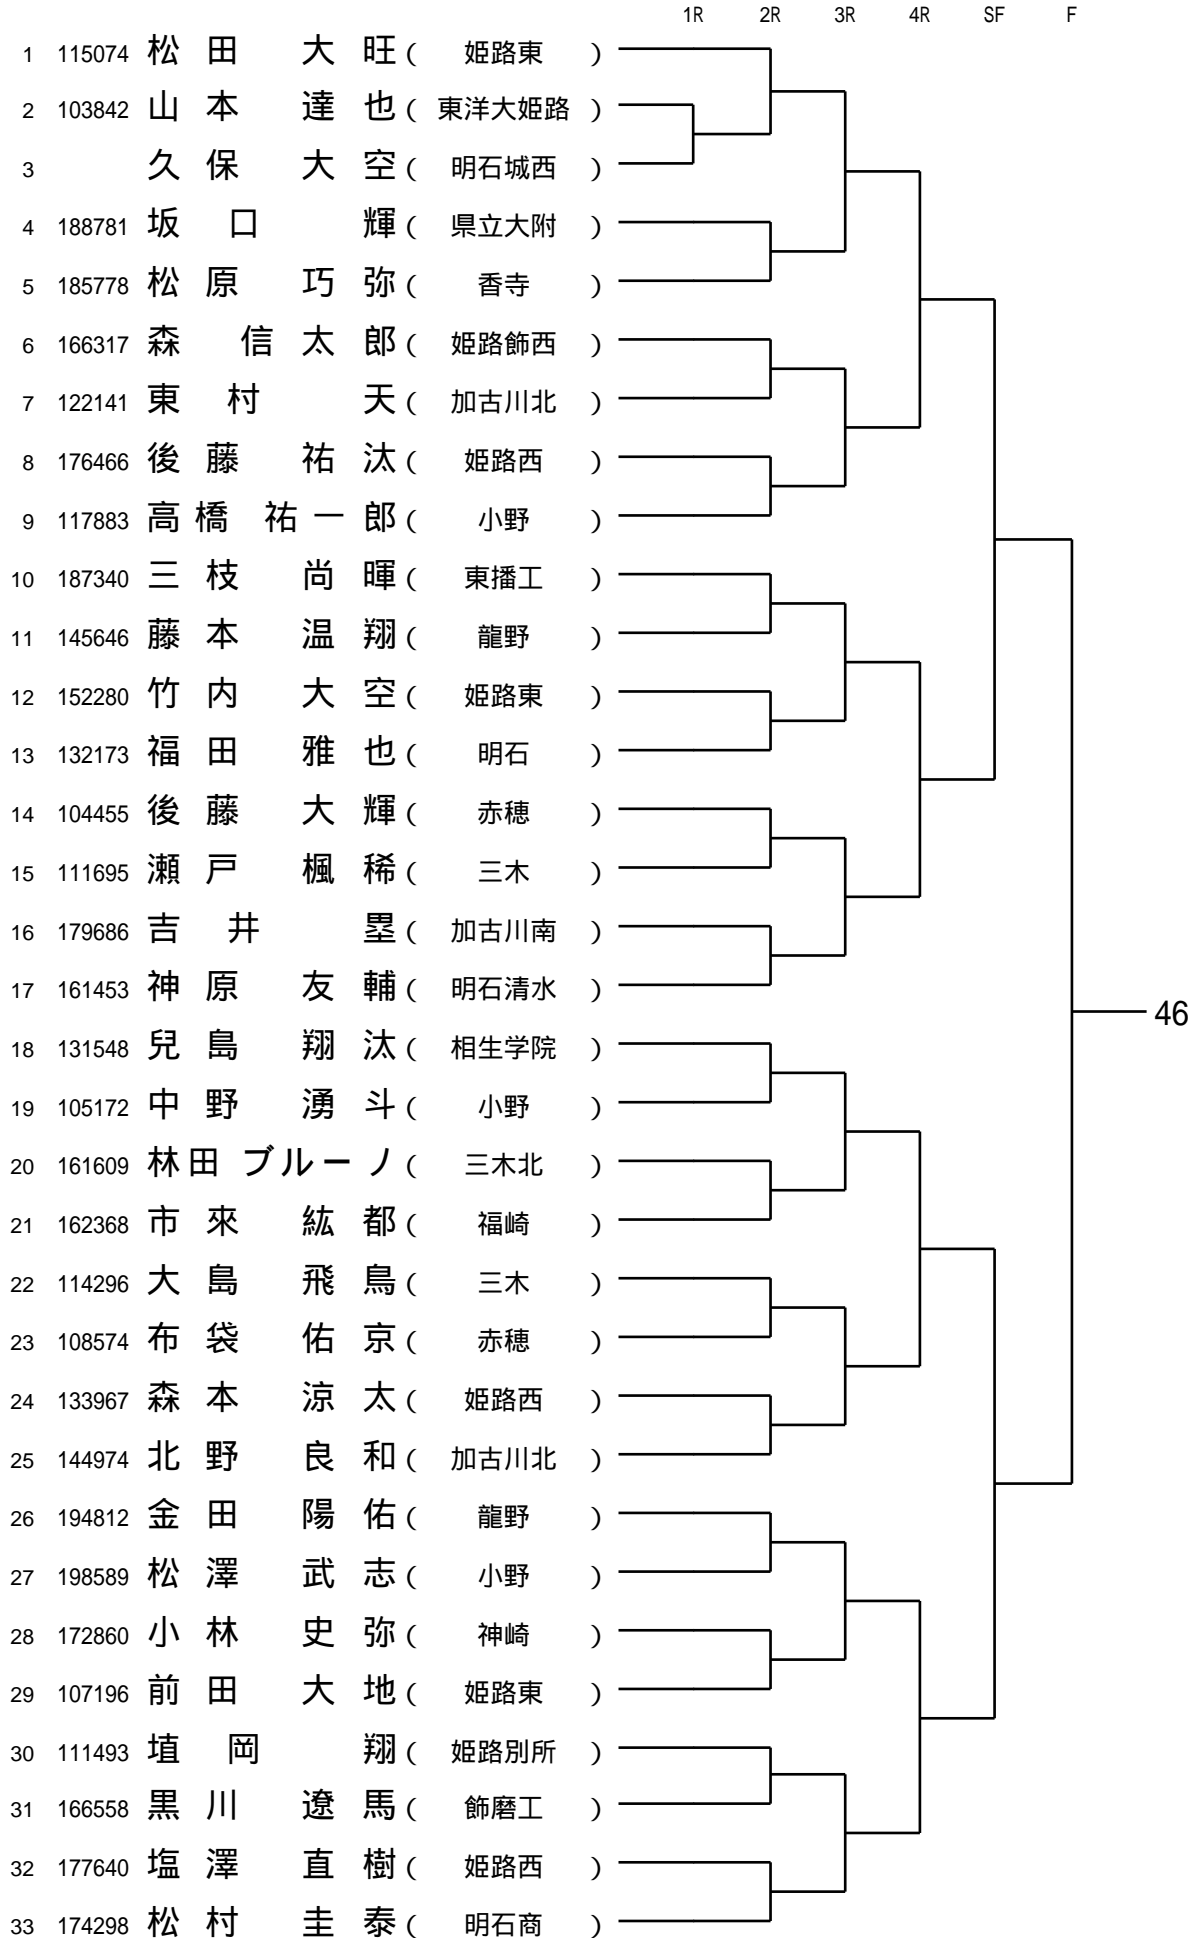 1R 2R 3R 4R SF F
1 115074 松田 大旺 ( 姫路東 )
2 103842 山本 達也 ( 東洋大姫路 )
3 久保 大空 ( 明石城西 )
4 188781 坂口 輝 ( 県立大附 )
5 185778 松原 巧弥 ( 香寺 )
6 166317 森 信太郎 ( 姫路飾西 )
7 122141 東村 天 ( 加古川北 )
8 176466 後藤 祐汰 ( 姫路西 )
9 117883 高橋 祐一郎 ( 小野 )
10 187340 三枝 尚暉 ( 東播工 )
11 145646 藤本 温翔 ( 龍野 )
12 152280 竹内 大空 ( 姫路東 )
13 132173 福田 雅也 ( 明石 )
14 104455 後藤 大輝 ( 赤穂 )
15 111695 瀬戸 楓稀 ( 三木 )
16 179686 吉井 塁 ( 加古川南 )
17 161453 神原 友輔 ( 明石清水 )
46
18 131548 兒島 翔汰 ( 相生学院 )
19 105172 中野 湧斗 ( 小野 )
20 161609 林田 ブルーノ ( 三木北 )
21 162368 市來 紘都 ( 福崎 )
22 114296 大島 飛鳥 ( 三木 )
23 108574 布袋 佑京 ( 赤穂 )
24 133967 森本 涼太 ( 姫路西 )
25 144974 北野 良和 ( 加古川北 )
26 194812 金田 陽佑 ( 龍野 )
27 198589 松澤 武志 ( 小野 )
28 172860 小林 史弥 ( 神崎 )
29 107196 前田 大地 ( 姫路東 )
30 111493 埴岡 翔 ( 姫路別所 )
31 166558 黒川 遼馬 ( 飾磨工 )
32 177640 塩澤 直樹 ( 姫路西 )
33 174298 松村 圭泰 ( 明石商 )